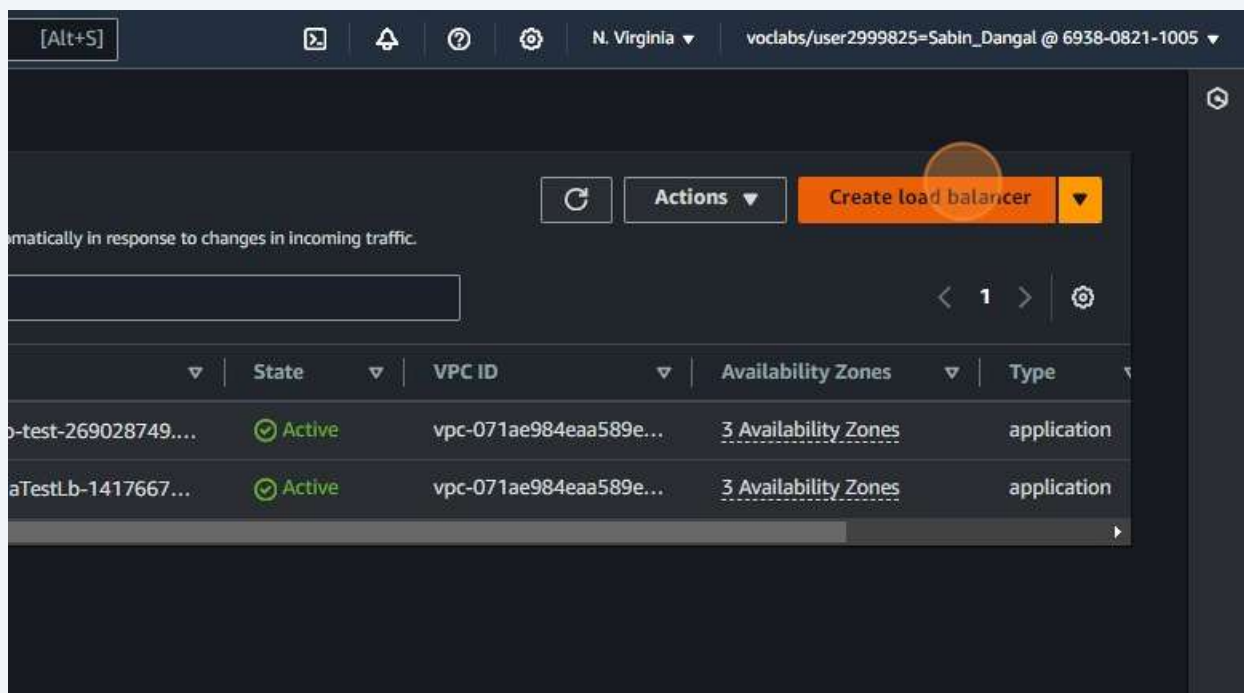 [Alt+S] N. Virginia ▼ voclabs/user2999825=Sabin_Dangal @ 6938-0821-1005 ▼
Actions ▼ Create load balancer ▼
omatically in response to changes in incoming traffic.
< 1 >
State VPC ID Availability Zones Type
o-test-269028749.... Active vpc-071ae984eaa589e... 3 Availability Zones application
aTestLb-1417667... Active vpc-071ae984eaa589e... 3 Availability Zones application